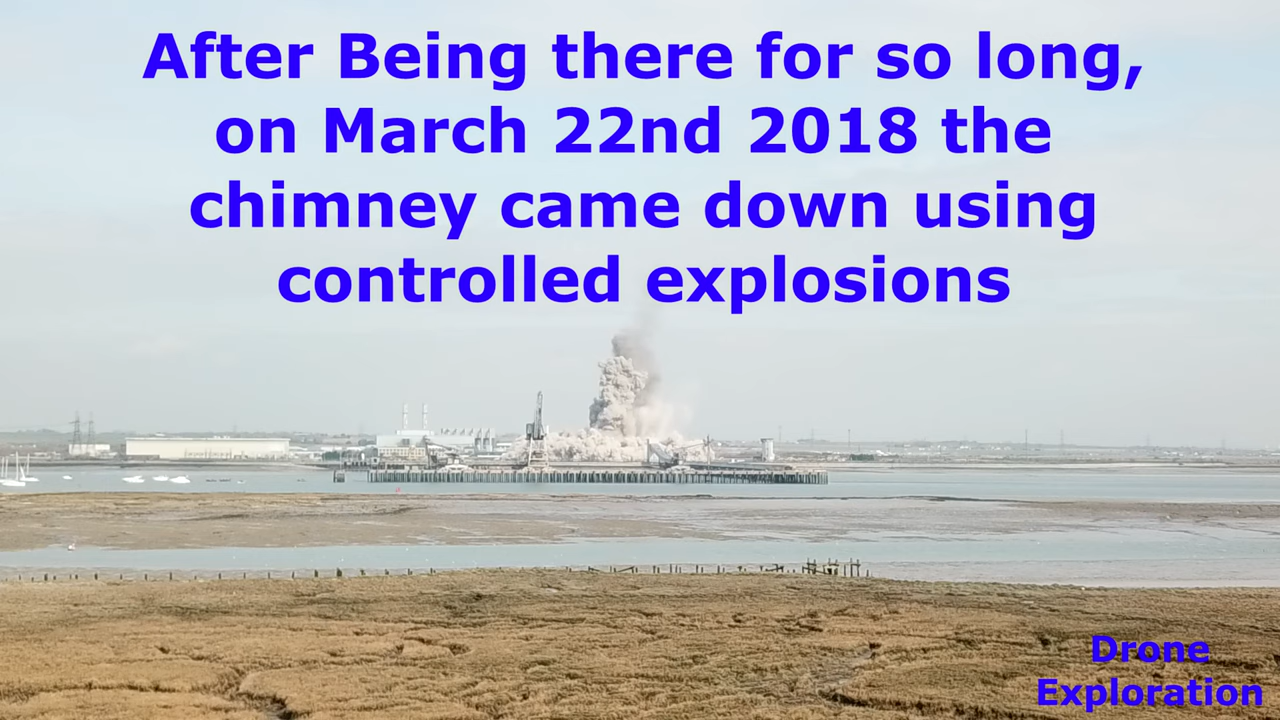 After Being there for so long,
on March 22nd 2018 the
chimney came down using
controlled explosions
Drone
Exploration